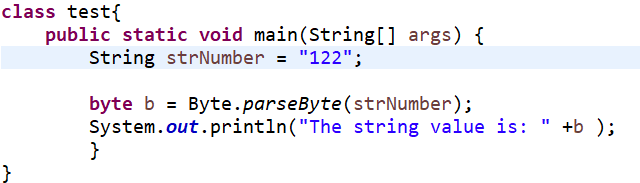 class test{
public static void main(String[] args) {
String strNumber = "122";
byte b = Byte.parseByte(strNumber);
System.out.println("The string value is: " +b );
}
}